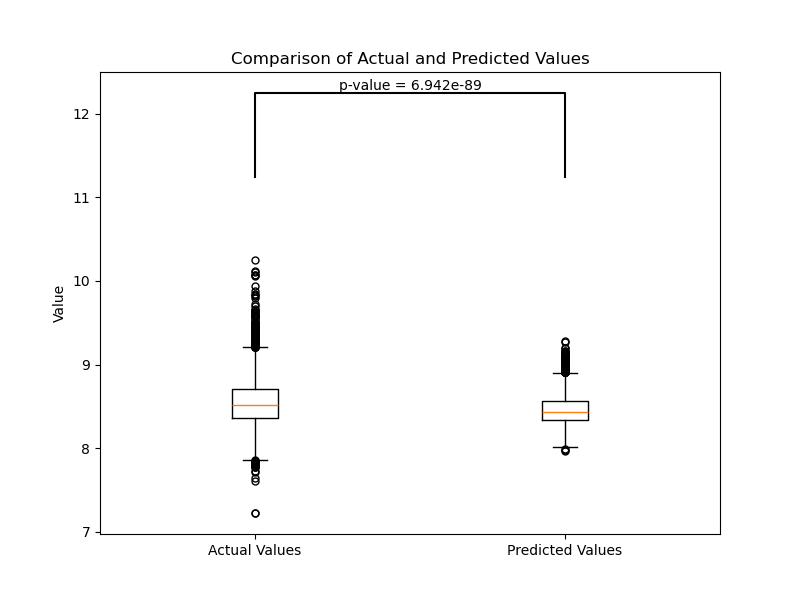 Comparison of Actual and Predicted Values
p-value = 6.942e-89
12
11
10
9
8
7
Value
Actual Values
Predicted Values